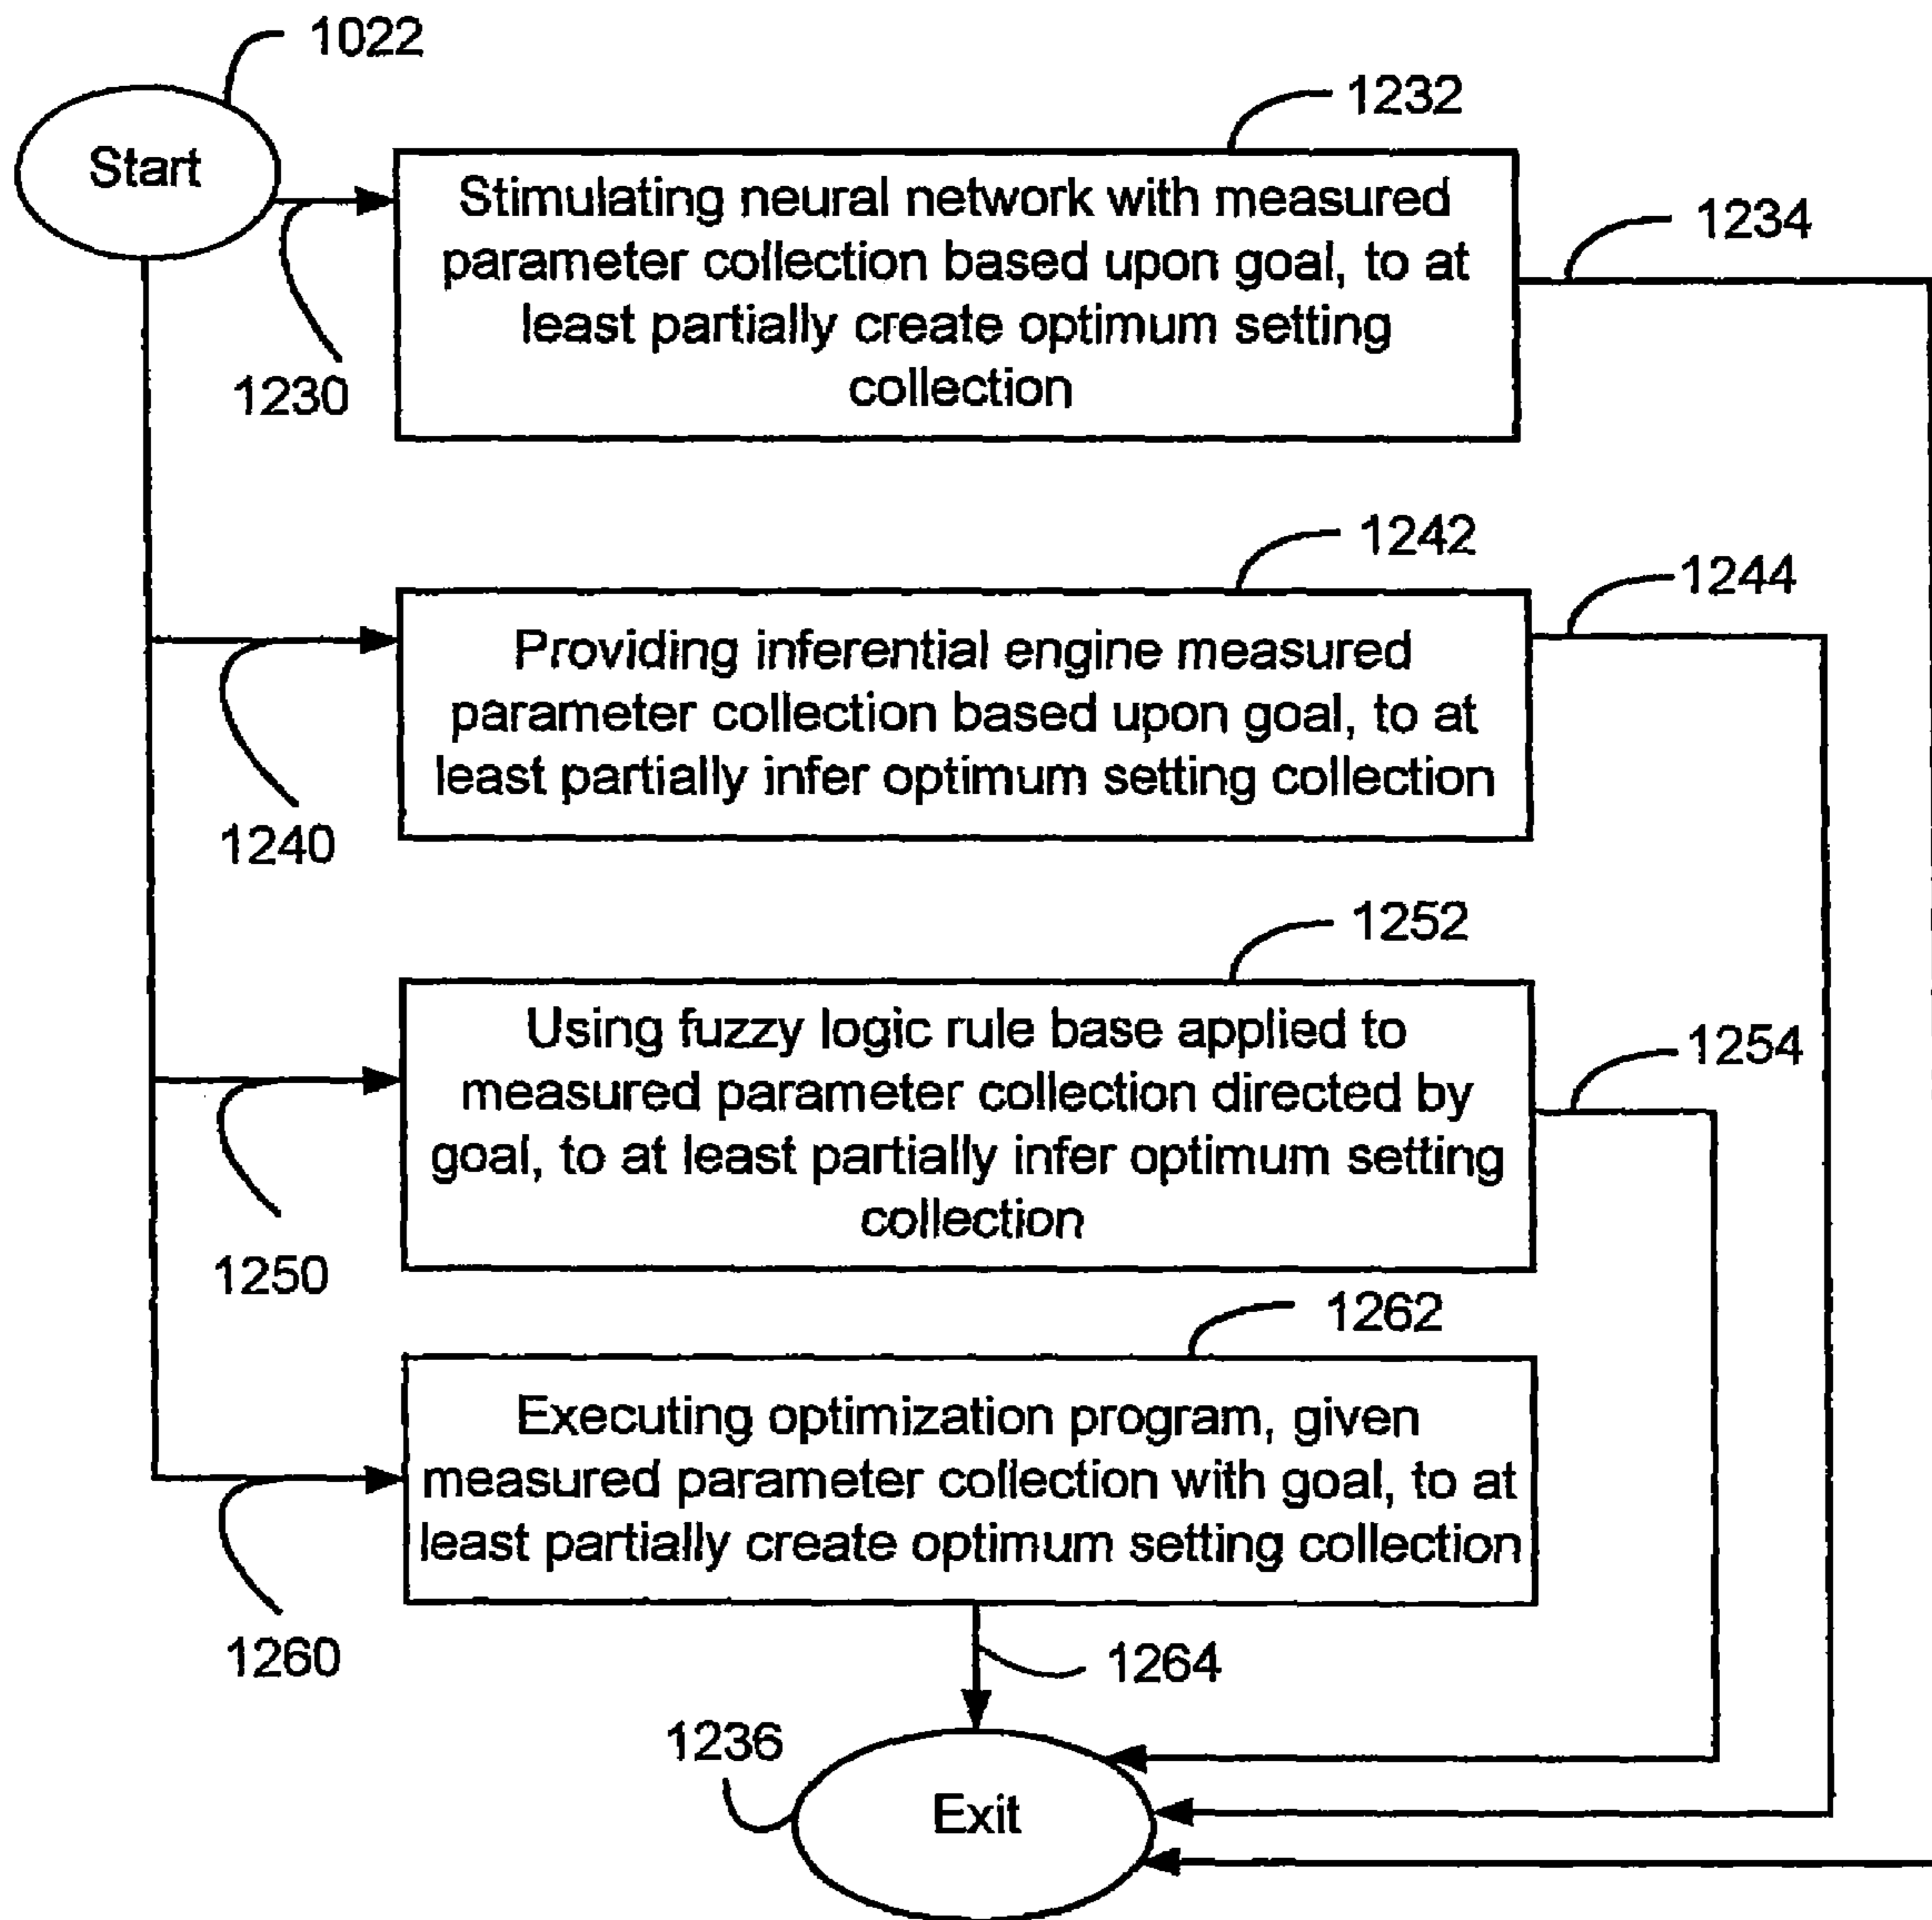 1022
Start
1232
Stimulating neural network with measured
parameter collection based upon goal, to at
least partially create optimum setting
collection
1234
1230
1242
Providing inferential engine measured
parameter collection based upon goal, to at
least partially infer optimum setting collection
1244
1240
1252
Using fuzzy logic rule base applied to
measured parameter collection directed by
goal, to at least partially infer optimum setting
collection
1254
1250
1262
Executing optimization program, given
measured parameter collection with goal, to at
least partially create optimum setting collection
1260
1264
1236
Exit